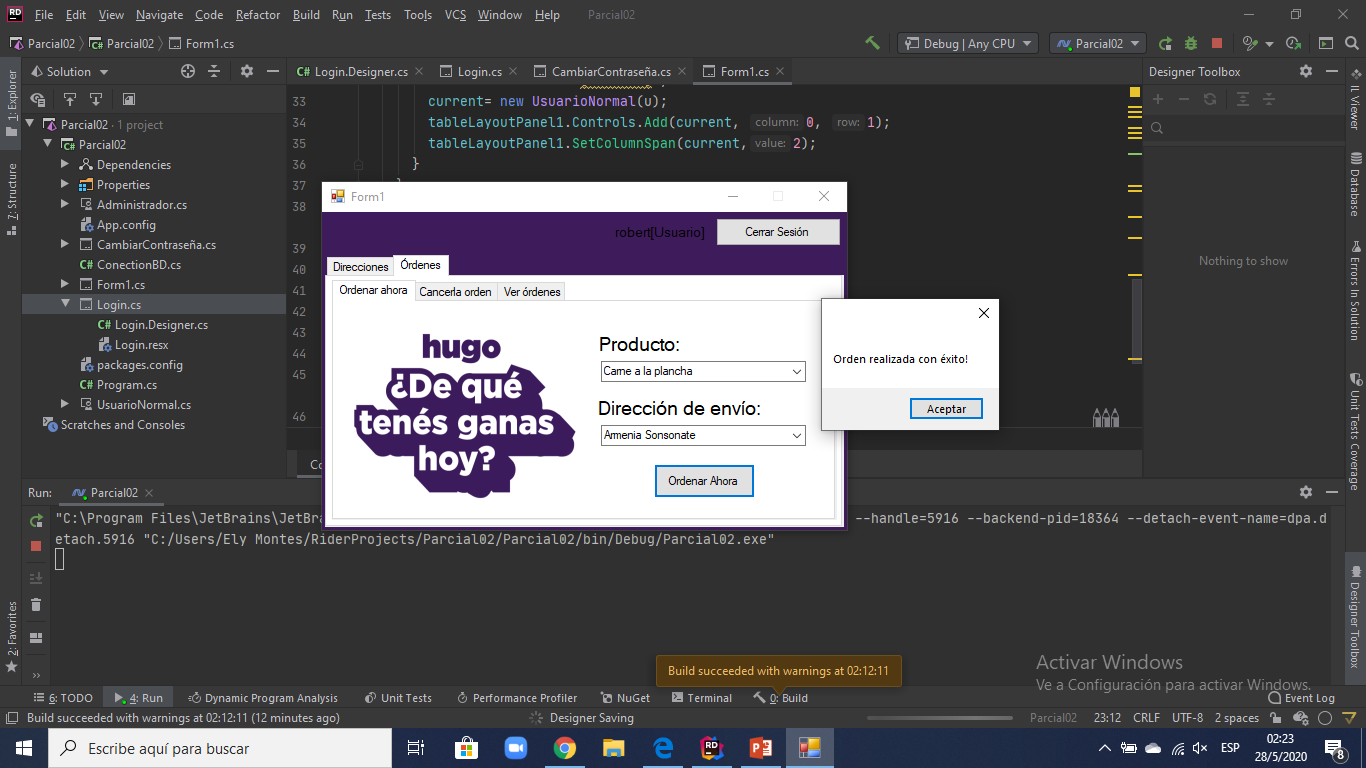 File Edit View Navigate Code Refactor Build Run Tests Tools VCS Window Help Parcial02
Parcial02 Parcial02 Form1.cs Debug | Any CPU Parcial02
Solution
Login.Designer.cs Login.cs CambiarContraseña.cs Form1.cs
Designer Toolbox
1: Explorer
7: Structure
2: Favorites
Parcial02 · 1 project
Parcial02
Dependencies
Properties
Administrador.cs
App.config
CambiarContraseña.cs
ConectionBD.cs
Form1.cs
Login.cs
Login.Designer.cs
Login.resx
packages.config
Program.cs
UsuarioNormal.cs
Scratches and Consoles
33 current= new UsuarioNormal(u);
34 tableLayoutPanel1.Controls.Add(current, column: 0, row: 1);
35 tableLayoutPanel1.SetColumnSpan(current, value: 2);
36 }
37
38
39
40
41
42
43
44
45
46
Form1
robert[Usuario] Cerrar Sesión
Direcciones Órdenes
Ordenar ahora Cancerla orden Ver órdenes
hugo
¿De qué
tenés ganas
hoy?
Producto:
Carne a la plancha
Dirección de envío:
Amenia Sonsonate
Ordenar Ahora
Orden realizada con éxito!
Aceptar
Nothing to show
IL Viewer
Database
Errors In Solution
Unit Tests Coverage
Designer Toolbox
Co
Run: Parcial02
"C:\Program Files\JetBrains\JetBra --handle=5916 --backend-pid=18364 --detach-event-name=dpa.d
etach.5916 "C:/Users/Ely Montes/RiderProjects/Parcial02/Parcial02/bin/Debug/Parcial02.exe"
Build succeeded with warnings at 02:12:11
Activar Windows
Ve a Configuración para activar Windows.
6: TODO 4: Run Dynamic Program Analysis Unit Tests Performance Profiler NuGet Terminal 0: Build Event Log
Build succeeded with warnings at 02:12:11 (12 minutes ago) Designer Saving Parcial02 23:12 CRLF UTF-8 2 spaces
Escribe aquí para buscar
ESP
02:23
28/5/2020
8